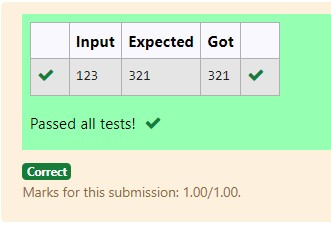 Input Expected Got
123 321 321
Passed all tests!
Correct
Marks for this submission: 1.00/1.00.